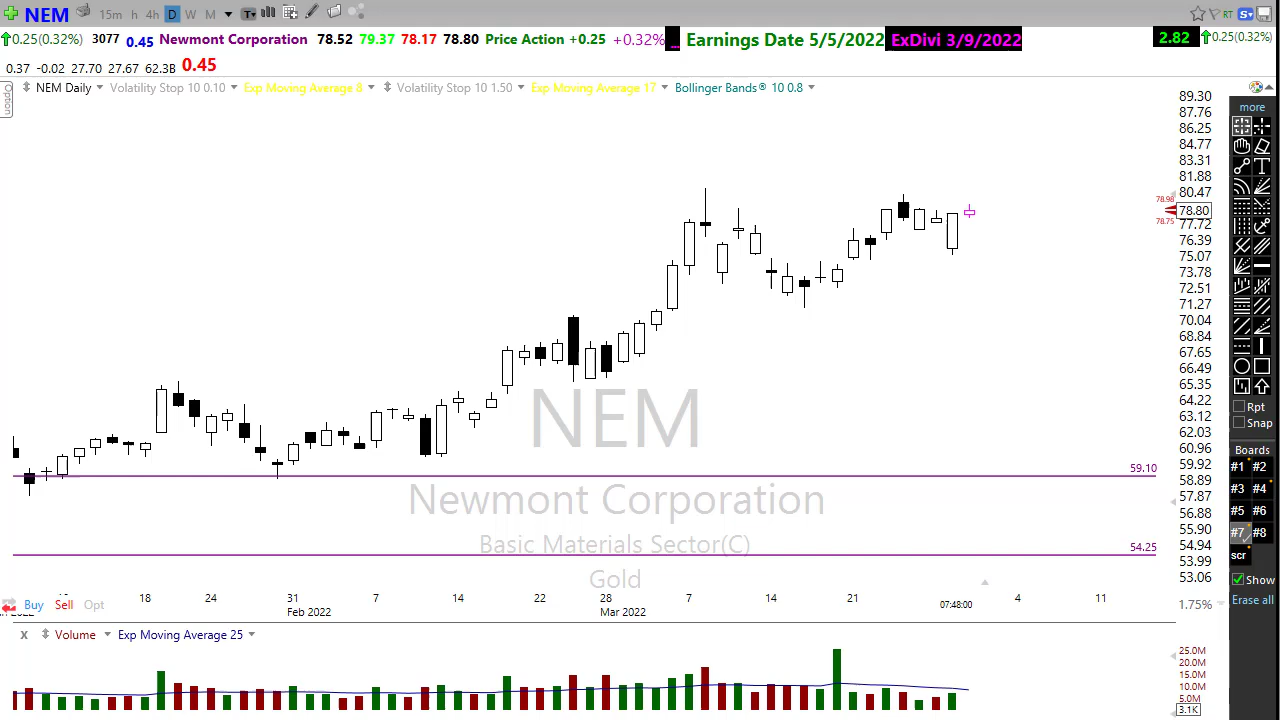 NEM 15m h 4h D W M T RT S
0.25(0.32%) 3077 0.45 Newmont Corporation 78.52 79.37 78.17 78.80 Price Action +0.25 +0.32% Earnings Date 5/5/2022 ExDivi 3/9/2022 2.82 0.25(0.32%)
0.37 -0.02 27.70 27.67 62.3B 0.45
Option
NEM Daily Volatility Stop 10 0.10 Exp Moving Average 8 Volatility Stop 10 1.50 Exp Moving Average 17 Bollinger Bands® 10 0.8
89.30
87.76
86.25
84.77
83.31
81.88
80.47
78.98
78.80
78.75
77.72
76.39
75.07
73.78
72.51
71.27
70.04
68.84
67.65
66.49
65.35
64.22
63.12
62.03
60.96
59.92
58.89
57.87
56.88
55.90
54.94
53.99
53.06
NEM
59.10
Newmont Corporation
Basic Materials Sector(C)
54.25
Gold
18 24 31 7 14 22 28 7 14 21 07:48:00 4 11
Feb 2022 Mar 2022
Buy Sell Opt
1.75%
x Volume Exp Moving Average 25
25.0M
20.0M
15.0M
10.0M
5.0M
3.1K
more
T
Rpt
Snap
Boards
#1 #2
#3 #4
#5 #6
#7 #8
scr
Show
Erase all